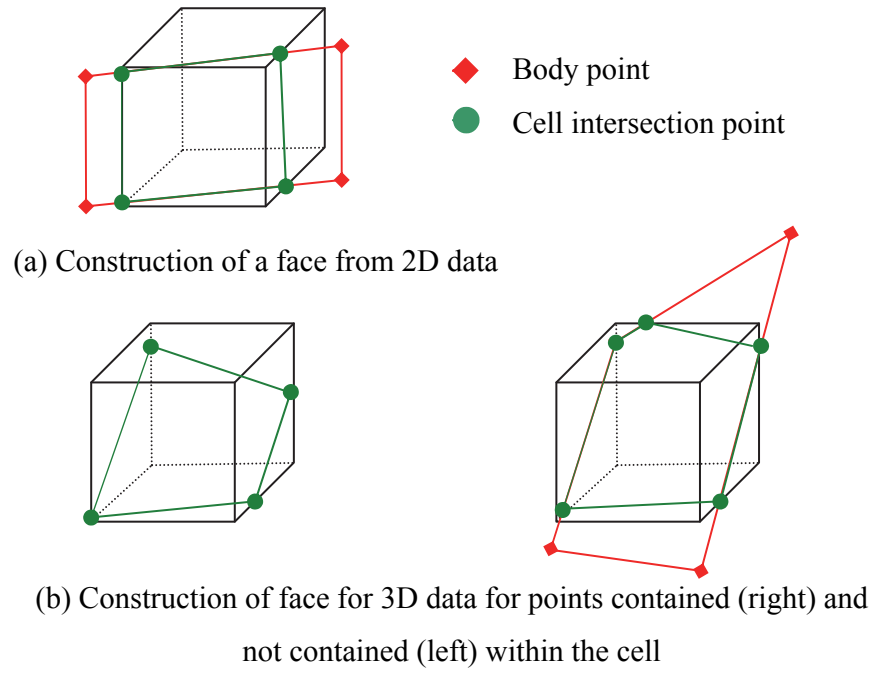 Body point
Cell intersection point
(a) Construction of a face from 2D data
(b) Construction of face for 3D data for points contained (right) and
not contained (left) within the cell